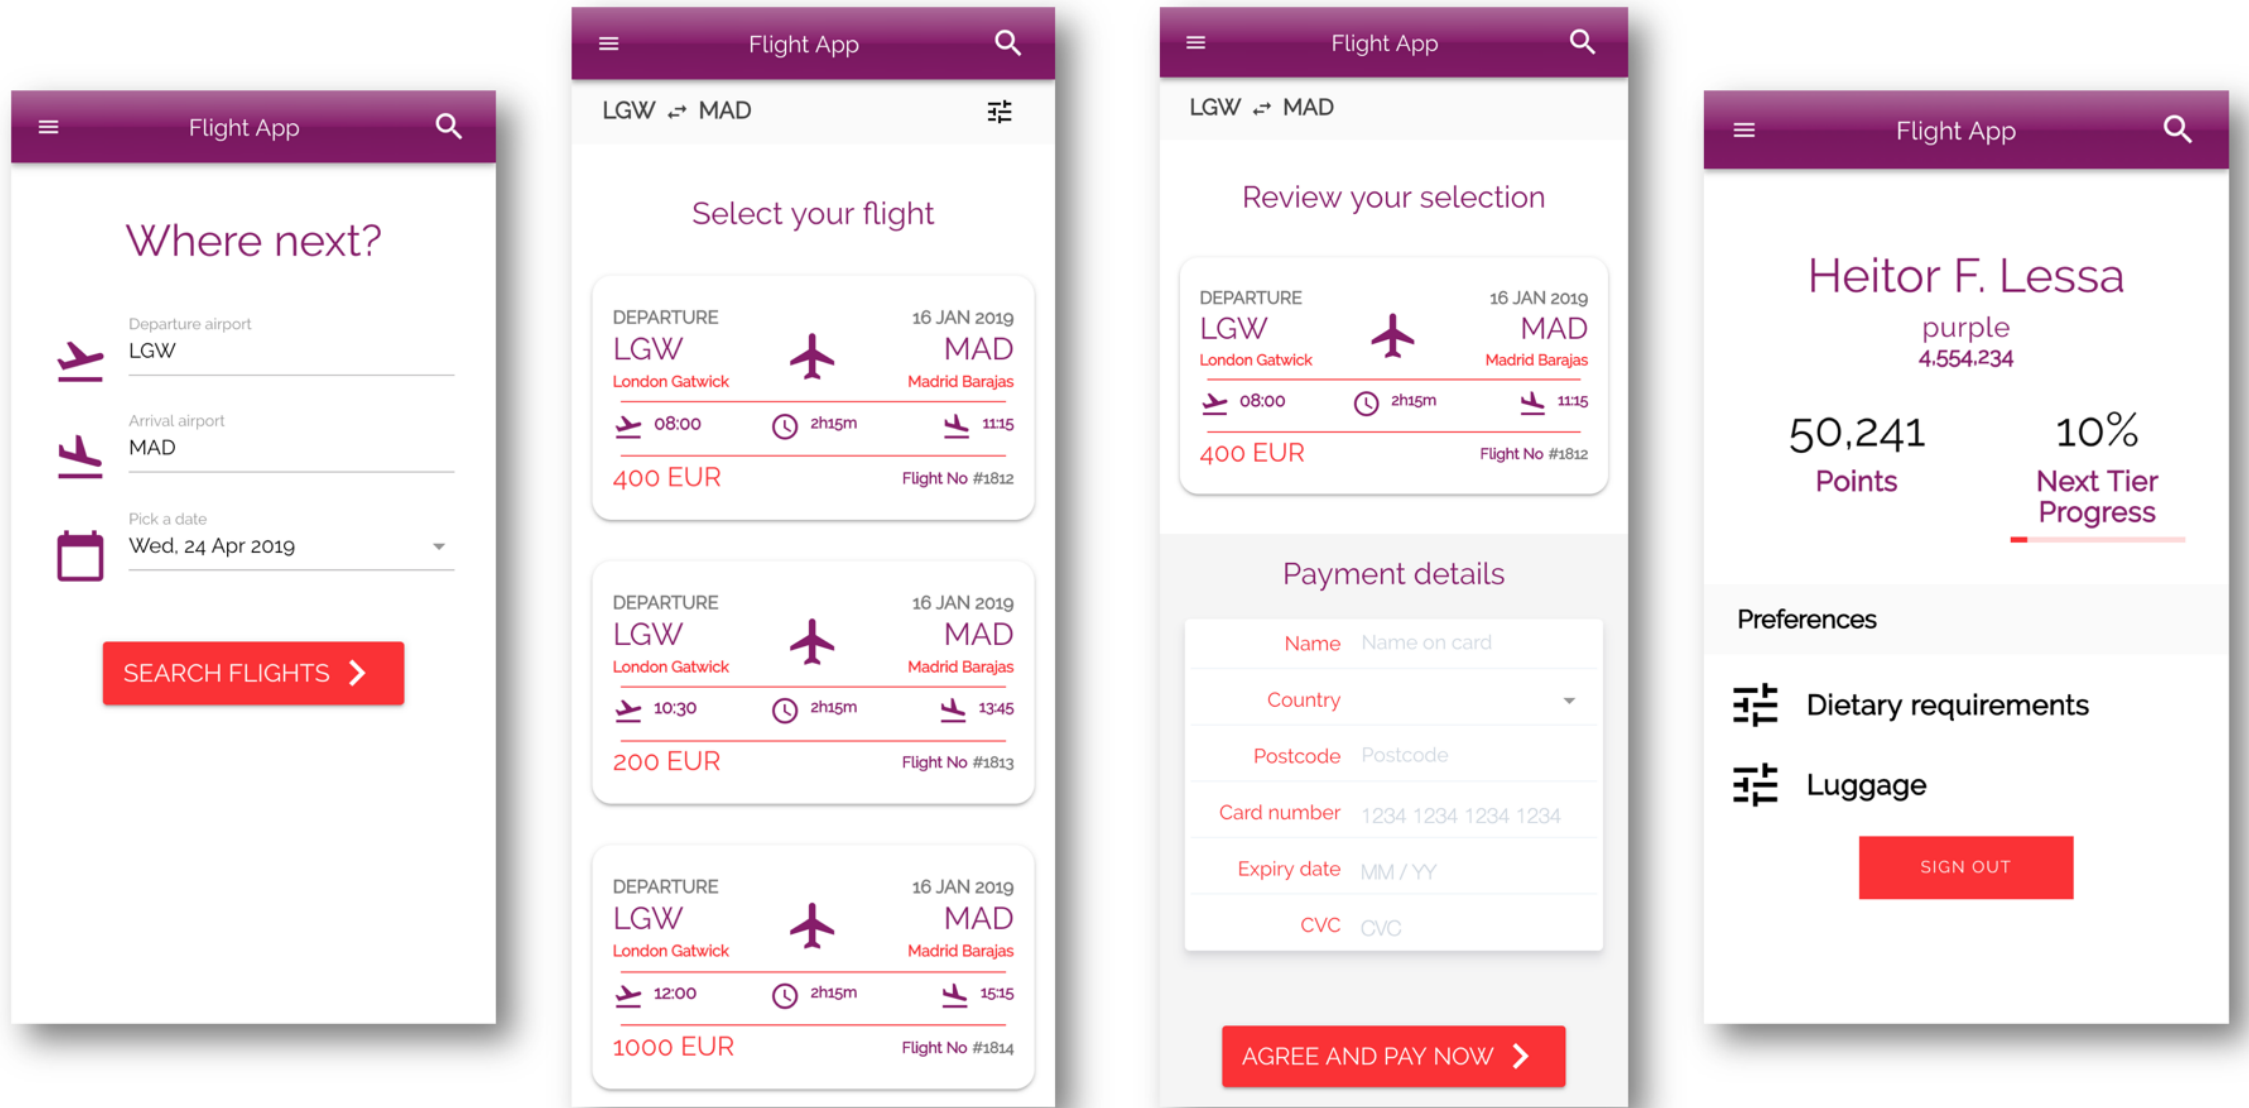 Flight App
Where next?
Departure airport
LGW
Arrival airport
MAD
Pick a date
Wed, 24 Apr 2019
SEARCH FLIGHTS
Flight App
LGW MAD
Select your flight
DEPARTURE 16 JAN 2019
LGW MAD
London Gatwick Madrid Barajas
08:00 2h15m 11:15
400 EUR Flight No #1812
DEPARTURE 16 JAN 2019
LGW MAD
London Gatwick Madrid Barajas
10:30 2h15m 13:45
200 EUR Flight No #1813
DEPARTURE 16 JAN 2019
LGW MAD
London Gatwick Madrid Barajas
12:00 2h15m 15:15
1000 EUR Flight No #1814
Flight App
LGW MAD
Review your selection
DEPARTURE 16 JAN 2019
LGW MAD
London Gatwick Madrid Barajas
08:00 2h15m 11:15
400 EUR Flight No #1812
Payment details
Name Name on card
Country
Postcode Postcode
Card number 1234 1234 1234 1234
Expiry date MM / YY
CVC CVC
AGREE AND PAY NOW
Flight App
Heitor F. Lessa
purple
4,554,234
50,241 10%
Points Next Tier
Progress
Preferences
Dietary requirements
Luggage
SIGN OUT